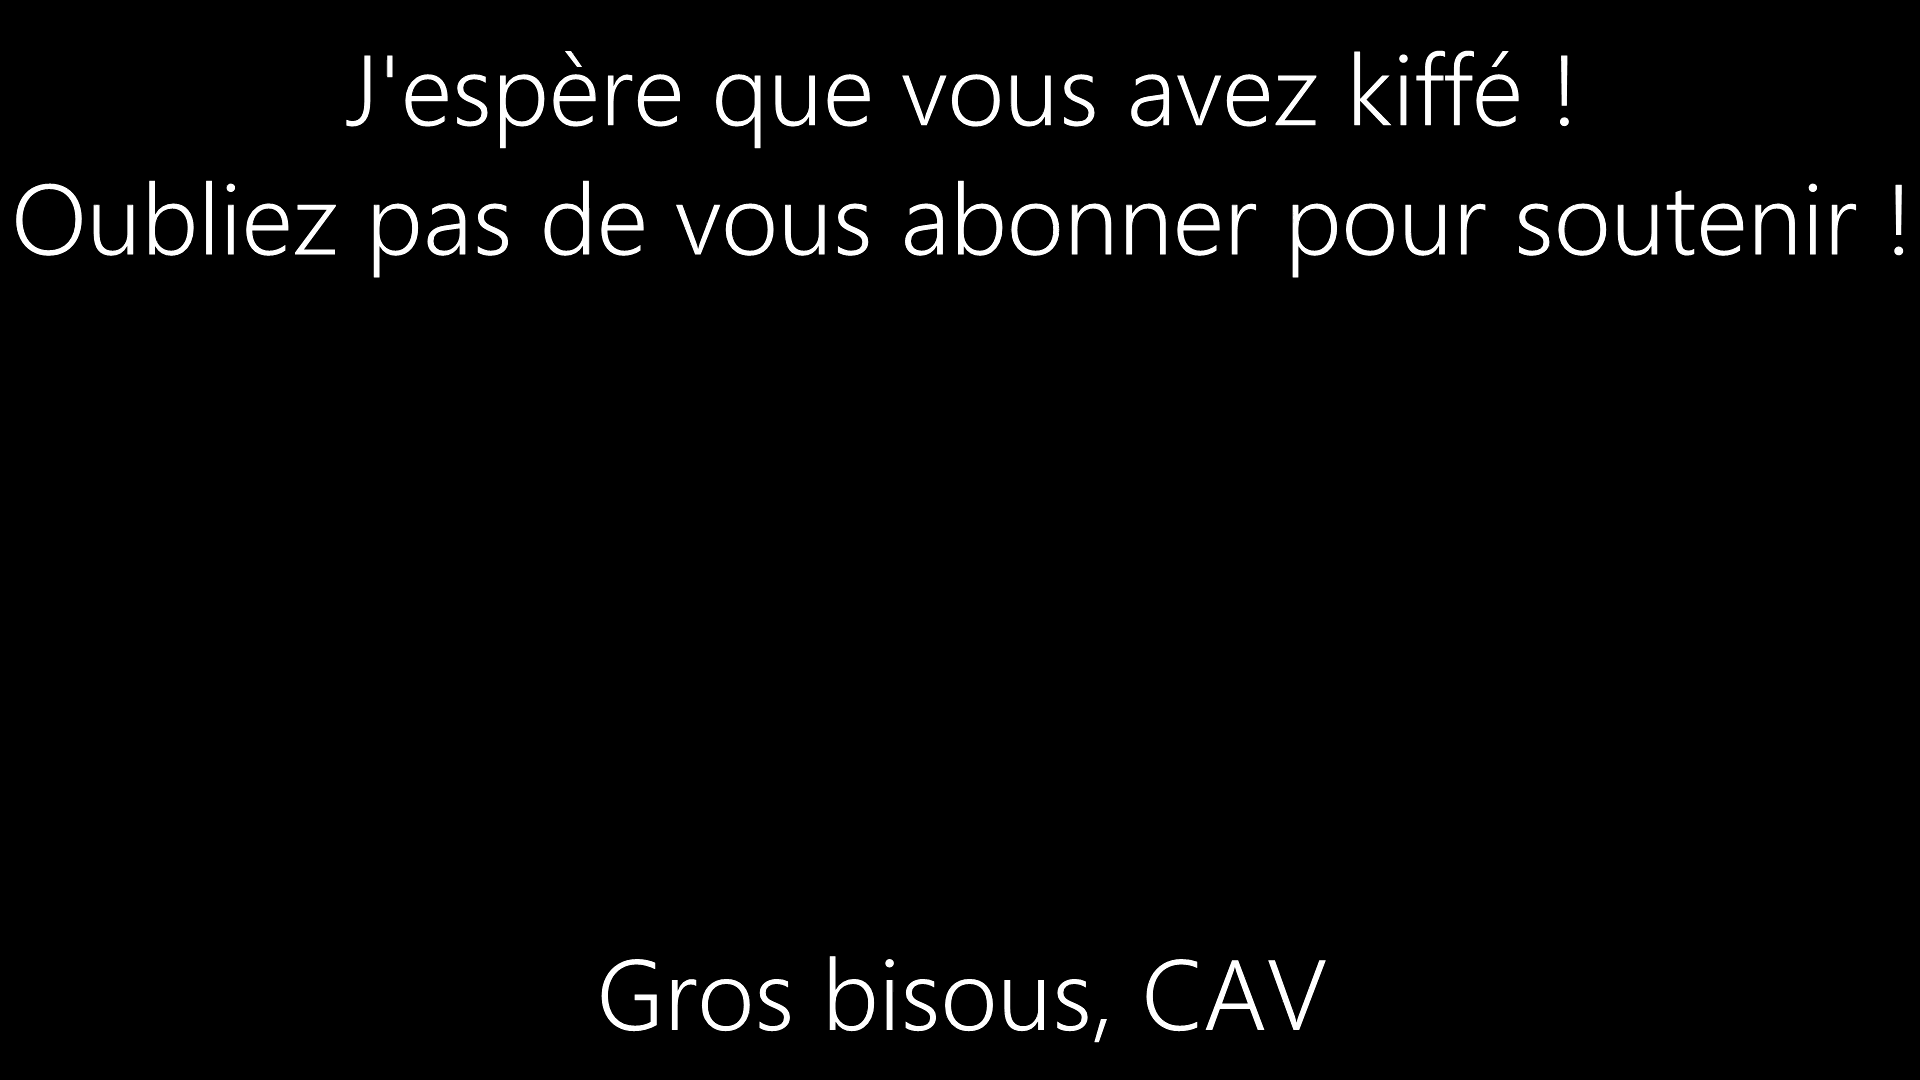 J'espère que vous avez kiffé !
Oubliez pas de vous abonner pour soutenir !
Gros bisous, CAV